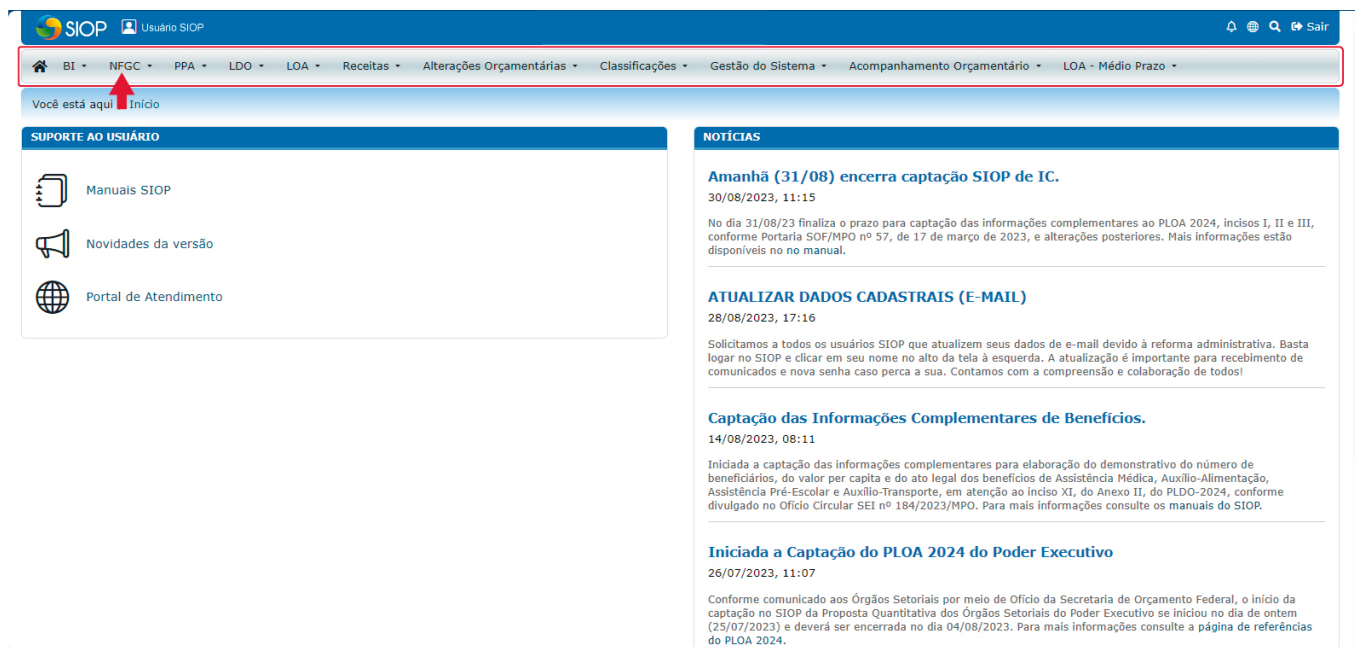 SIOP Usuário SIOP Sair
BI NFGC PPA LDO LOA Receitas Alterações Orçamentárias Classificações Gestão do Sistema Acompanhamento Orçamentário LOA - Médio Prazo
Você está aqui Início
SUPORTE AO USUÁRIO
Manuais SIOP
Novidades da versão
Portal de Atendimento
NOTÍCIAS
Amanhã (31/08) encerra captação SIOP de IC.
30/08/2023, 11:15
No dia 31/08/23 finaliza o prazo para captação das informações complementares ao PLOA 2024, incisos I, II e III,
conforme Portaria SOF/MPO nº 57, de 17 de março de 2023, e alterações posteriores. Mais informações estão
disponíveis no no manual.
ATUALIZAR DADOS CADASTRAIS (E-MAIL)
28/08/2023, 17:16
Solicitamos a todos os usuários SIOP que atualizem seus dados de e-mail devido à reforma administrativa. Basta
logar no SIOP e clicar em seu nome no alto da tela à esquerda. A atualização é importante para recebimento de
comunicados e nova senha caso perca a sua. Contamos com a compreensão e colaboração de todos!
Captação das Informações Complementares de Benefícios.
14/08/2023, 08:11
Iniciada a captação das informações complementares para elaboração do demonstrativo do número de
beneficiários, do valor per capita e do ato legal dos benefícios de Assistência Médica, Auxílio-Alimentação,
Assistência Pré-Escolar e Auxílio-Transporte, em atenção ao inciso XI, do Anexo II, do PLDO-2024, conforme
divulgado no Ofício Circular SEI nº 184/2023/MPO. Para mais informações consulte os manuais do SIOP.
Iniciada a Captação do PLOA 2024 do Poder Executivo
26/07/2023, 11:07
Conforme comunicado aos Órgãos Setoriais por meio de Ofício da Secretaria de Orçamento Federal, o início da
captação no SIOP da Proposta Quantitativa dos Órgãos Setoriais do Poder Executivo se iniciou no dia de ontem
(25/07/2023) e deverá ser encerrada no dia 04/08/2023. Para mais informações consulte a página de referências
do PLOA 2024.